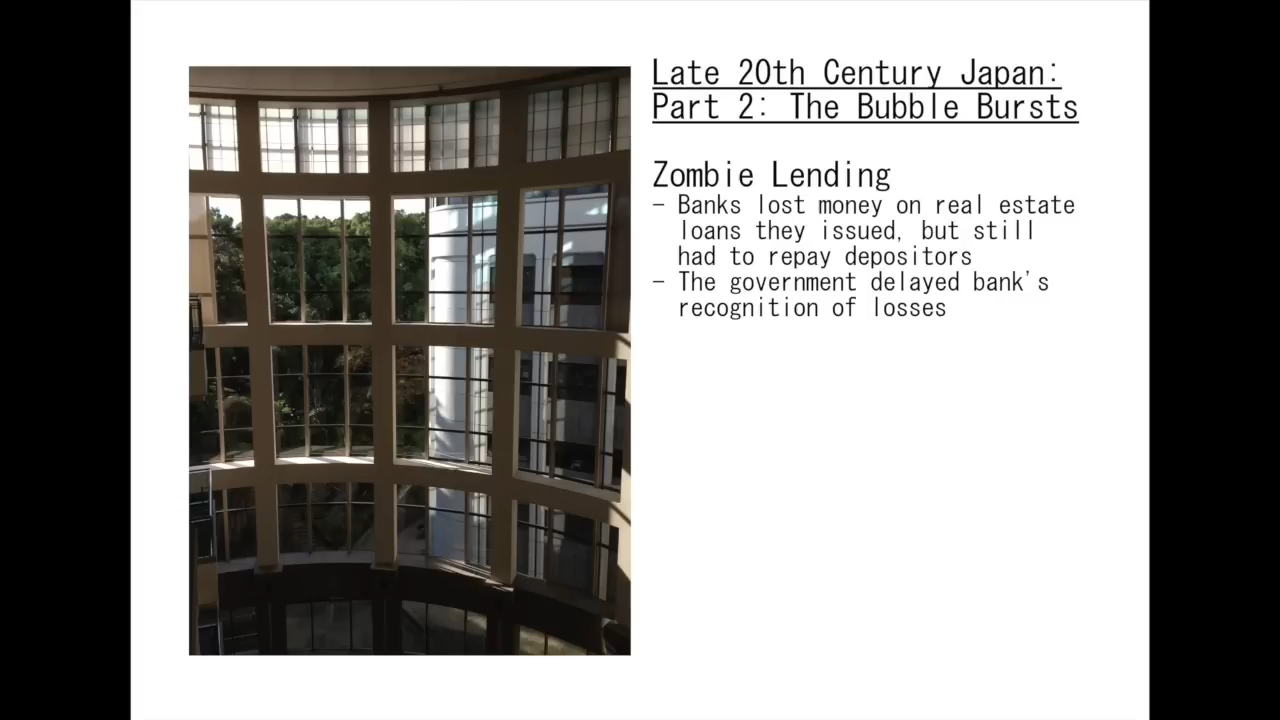 Late 20th Century Japan:
Part 2: The Bubble Bursts
Zombie Lending
- Banks lost money on real estate
loans they issued, but still
had to repay depositors
- The government delayed bank's
recognition of losses